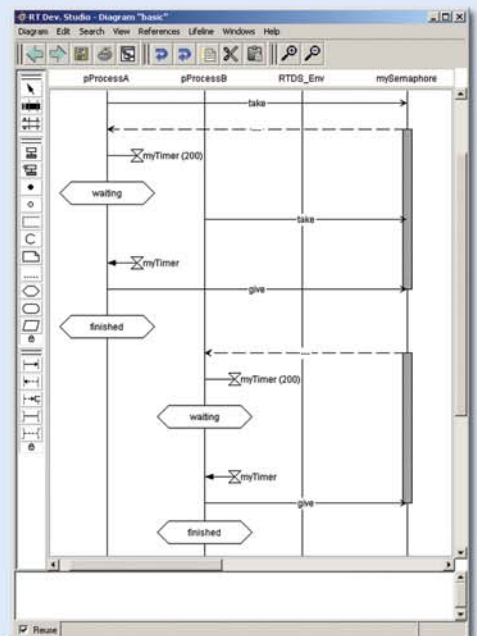 RT Dev. Studio - Diagram "basic"
Diagram Edit Search View References Lifeline Windows Help
pProcessA pProcessB RTDS_Env mySemaphore
take
myTimer (200)
waiting
take
myTimer
give
finished
myTimer (200)
waiting
myTimer
give
finished
C
Reuse